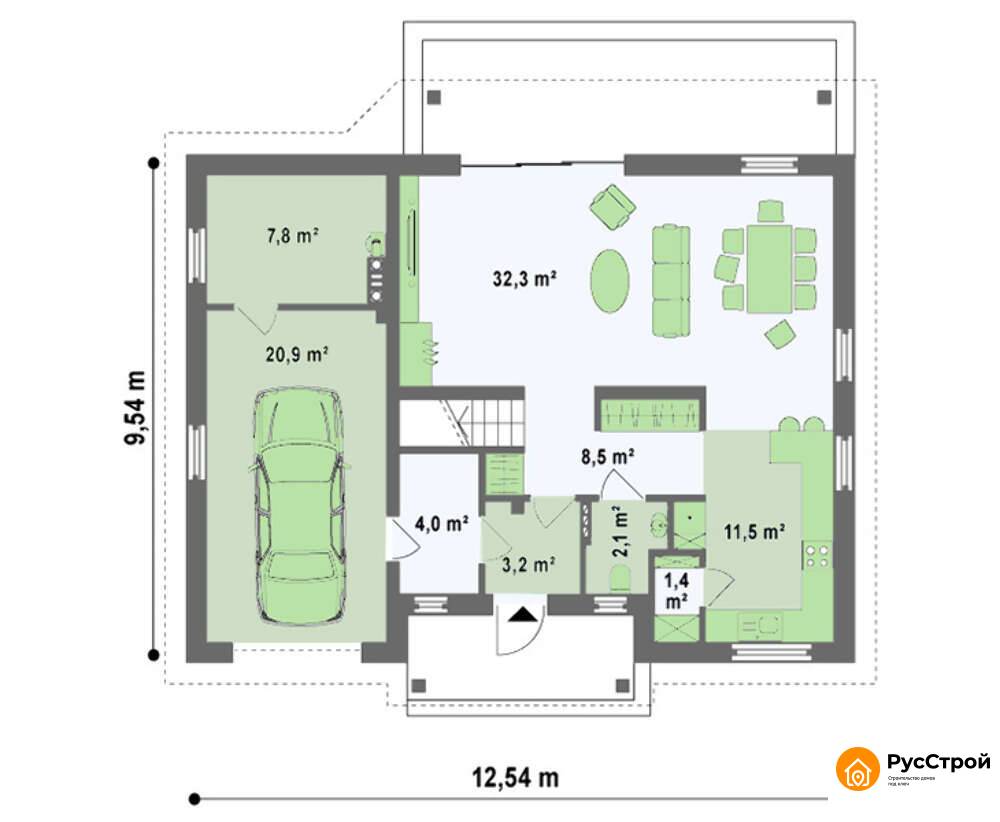 7,8 m²
32,3 m²
20,9 m²
9,54 m
8,5 m²
4,0 m²
2,1 m²
11,5 m²
3,2 m²
1,4
m²
РусСтрой
Строительство домов
под ключ
12,54 m